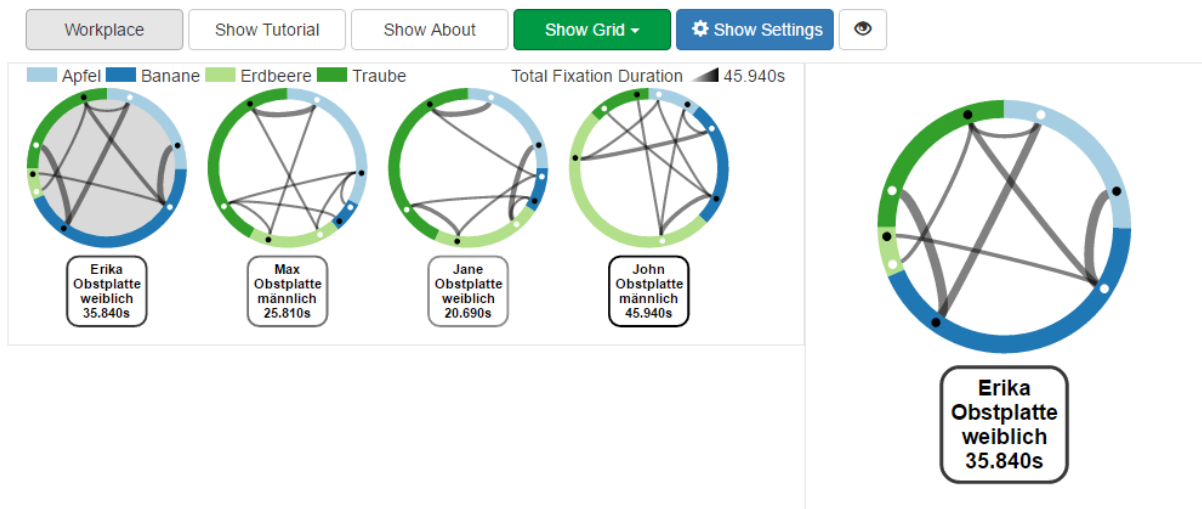 Workplace Show Tutorial Show About Show Grid Show Settings
Apfel Banane Erdbeere Traube Total Fixation Duration 45.940s
Erika
Obstplatte
weiblich
35.840s
Max
Obstplatte
männlich
25.810s
Jane
Obstplatte
weiblich
20.690s
John
Obstplatte
männlich
45.940s
Erika
Obstplatte
weiblich
35.840s